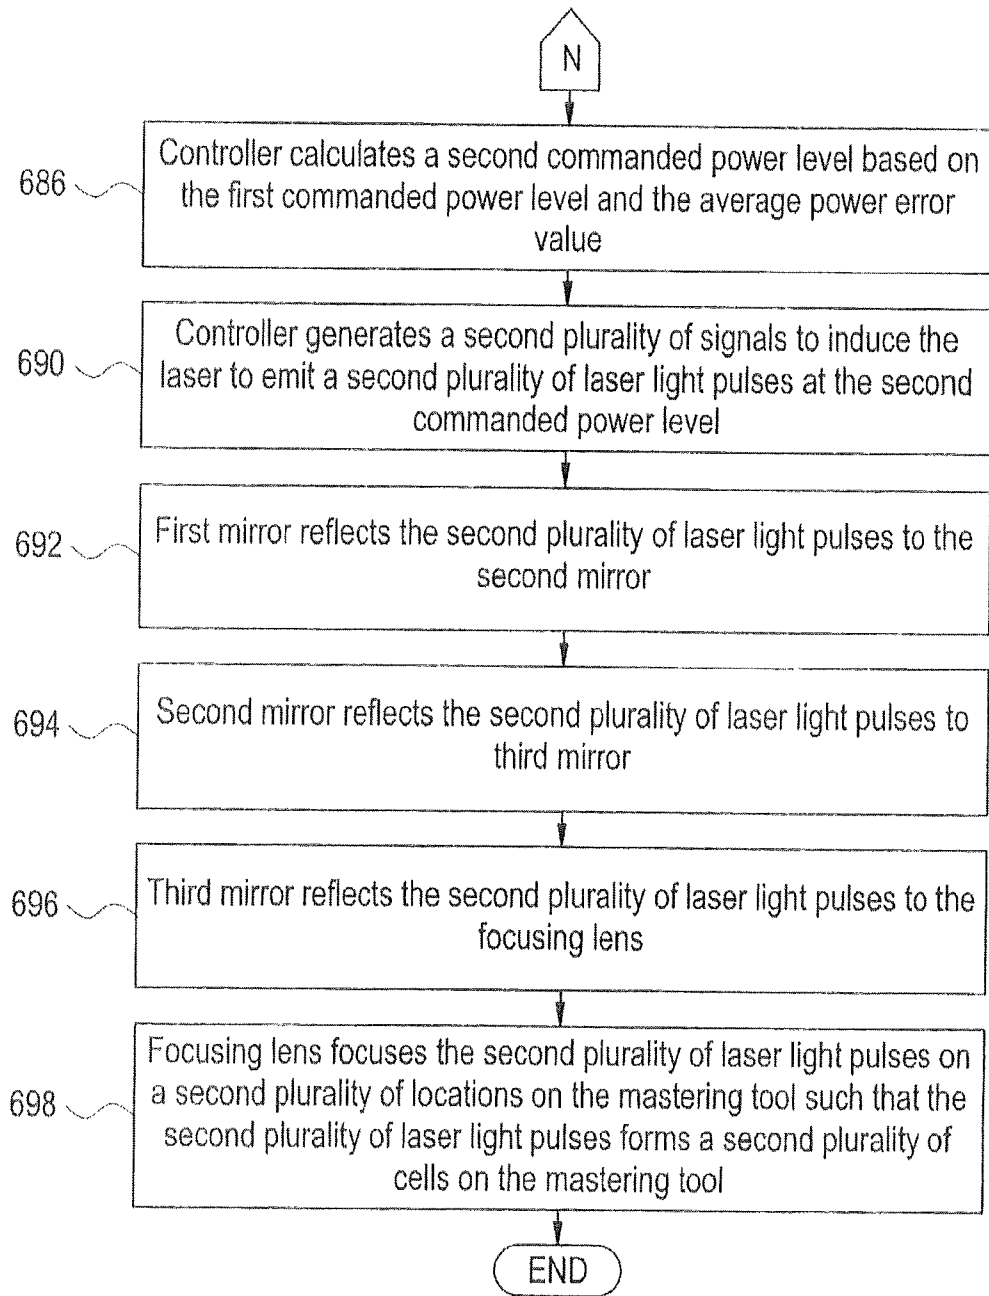 N
686
Controller calculates a second commanded power level based on
the first commanded power level and the average power error
value
690
Controller generates a second plurality of signals to induce the
laser to emit a second plurality of laser light pulses at the second
commanded power level
692
First mirror reflects the second plurality of laser light pulses to the
second mirror
694
Second mirror reflects the second plurality of laser light pulses to
third mirror
696
Third mirror reflects the second plurality of laser light pulses to the
focusing lens
698
Focusing lens focuses the second plurality of laser light pulses on
a second plurality of locations on the mastering tool such that the
second plurality of laser light pulses forms a second plurality of
cells on the mastering tool
END